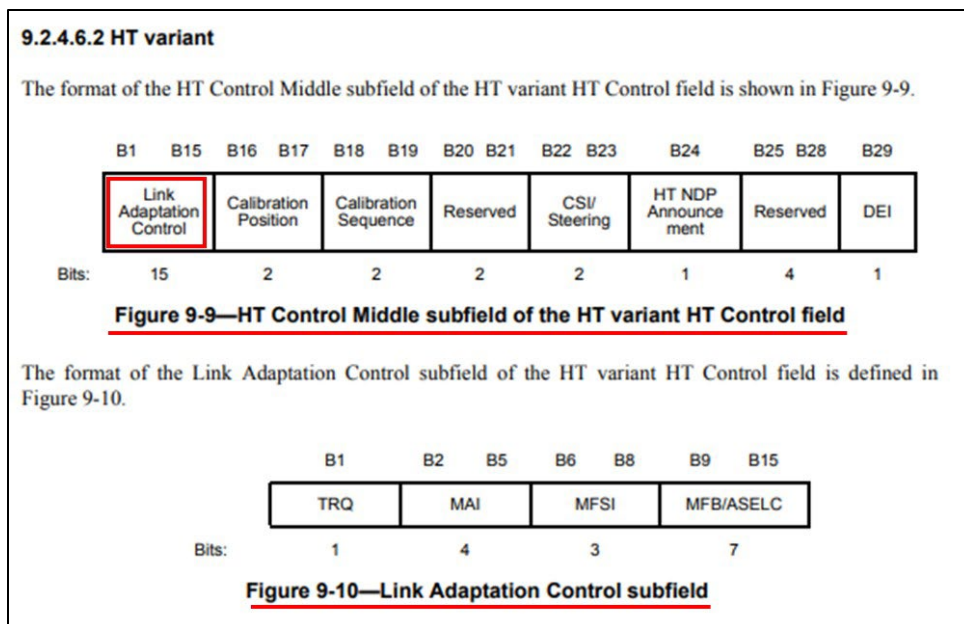 9.2.4.6.2 HT variant
The format of the HT Control Middle subfield of the HT variant HT Control field is shown in Figure 9-9.
B1 B15 B16 B17 B18 B19 B20 B21 B22 B23 B24 B25 B28 B29
Link Adaptation Control Calibration Position Calibration Sequence Reserved CSI/ Steering HT NDP Announce ment Reserved DEI
Bits: 15 2 2 2 2 1 4 1
Figure 9-9—HT Control Middle subfield of the HT variant HT Control field
The format of the Link Adaptation Control subfield of the HT variant HT Control field is defined in
Figure 9-10.
B1 B2 B5 B6 B8 B9 B15
TRQ MAI MFSI MFB/ASELC
Bits: 1 4 3 7
Figure 9-10—Link Adaptation Control subfield